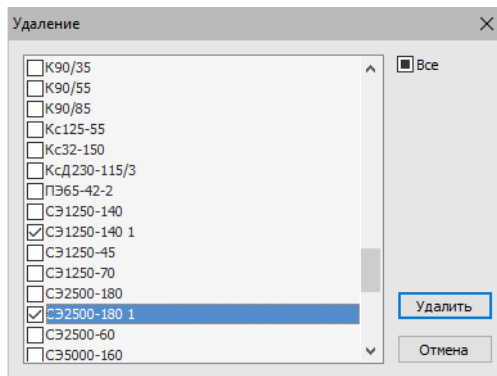 Удаление
Все
К90/35
К90/55
К90/85
Кс125-55
Кс32-150
КсД230-115/3
ПЭ65-42-2
СЭ1250-140
СЭ1250-140 1
СЭ1250-45
СЭ1250-70
СЭ2500-180
СЭ2500-180 1
СЭ2500-60
СЭ5000-160
Удалить
Отмена